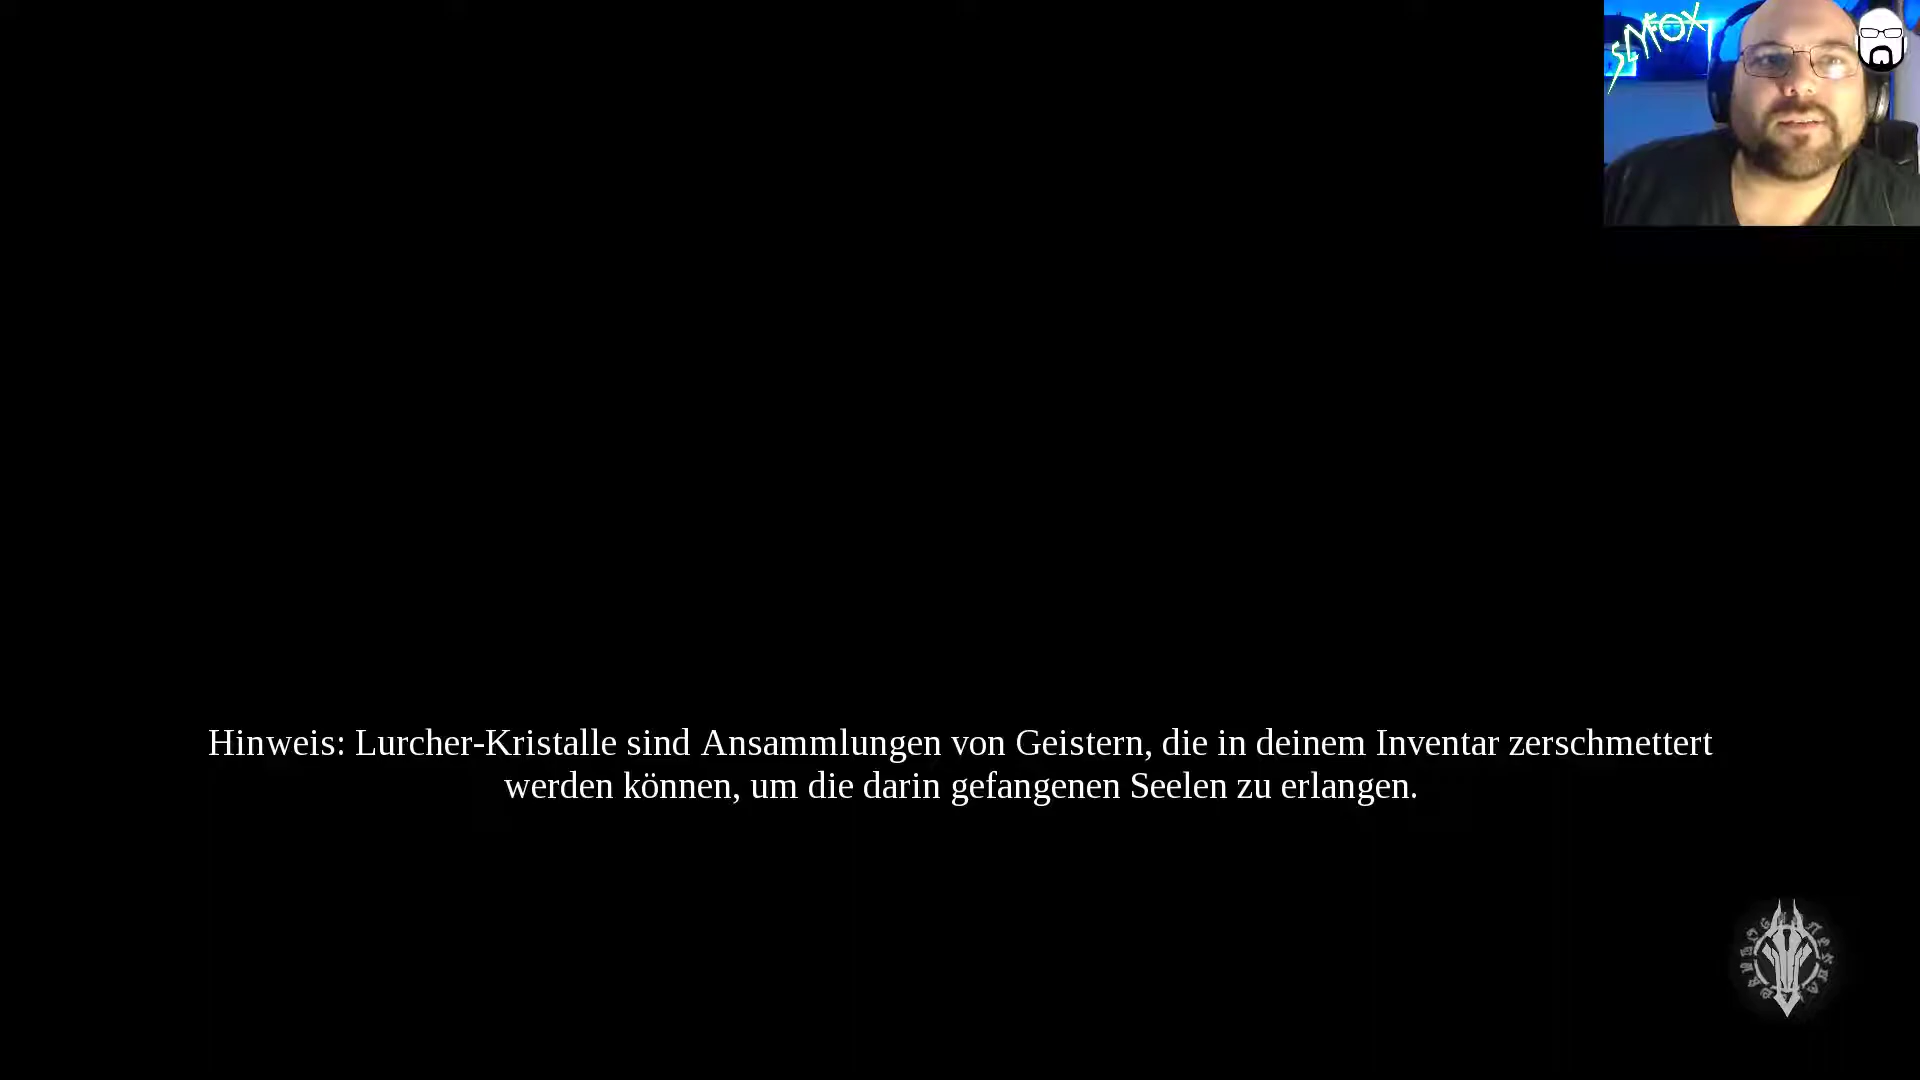 SLMFOX
Hinweis: Lurcher-Kristalle sind Ansammlungen von Geistern, die in deinem Inventar zerschmettert
werden können, um die darin gefangenen Seelen zu erlangen.